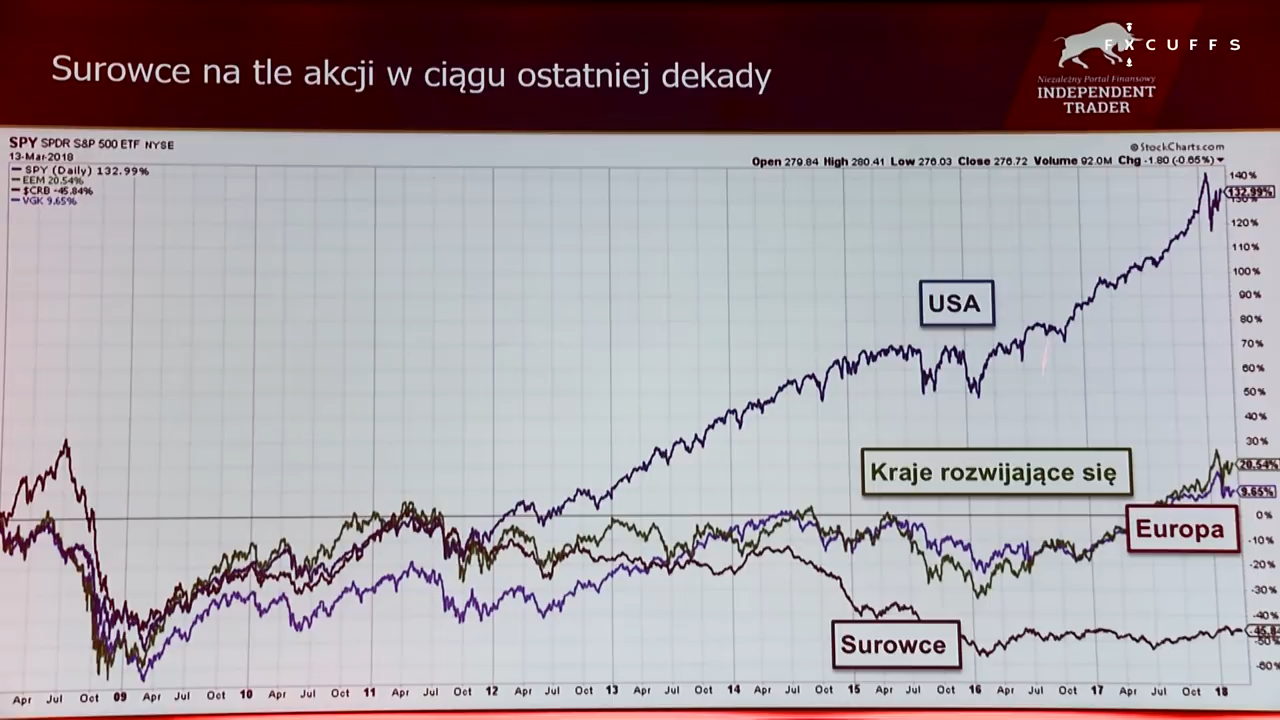 Surowce na tle akcji w ciągu ostatniej dekady
FIXCUFFS
Niezależny Portal Finansowy
INDEPENDENT
TRADER
SPY SPDR S&P 500 ETF NYSE
13-Mar-2018
© StockCharts.com
Open 279.84 High 280.41 Low 276.03 Close 276.72 Volume 92.0M Chg -1.80 (-0.65%)
SPY (Daily) 132.99%
EEM 20.54%
$CRB -45.84%
VGK 9.65%
140%
132.99%
130%
120%
110%
100%
90%
80%
70%
60%
50%
40%
30%
20.54%
9.65%
0%
-10%
-20%
-30%
-40%
-50%
-60%
USA
Kraje rozwijające się
Europa
Surowce
Apr Jul Oct 09 Apr Jul Oct 10 Apr Jul Oct 11 Apr Jul Oct 12 Apr Jul Oct 13 Apr Jul Oct 14 Apr Jul Oct 15 Apr Jul Oct 16 Apr Jul Oct 17 Apr Jul Oct 18